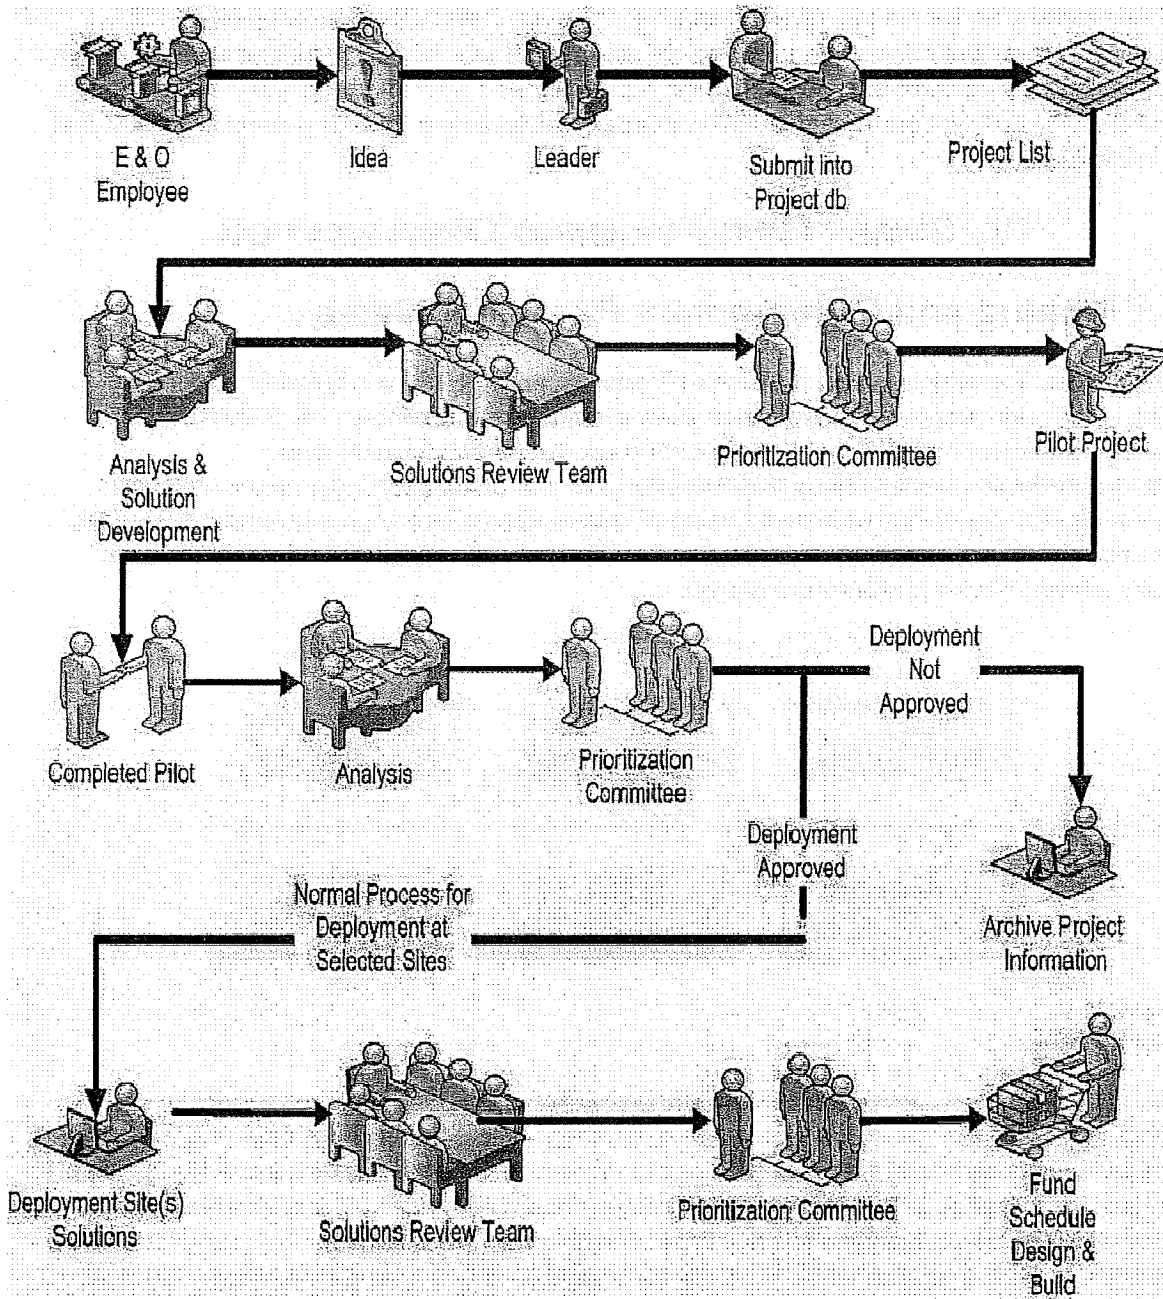 E & O
Employee
Idea
Leader
Submit into
Project db
Project List
Analysis &
Solution
Development
Solutions Review Team
Prioritization Committee
Pilot Project
Completed Pilot
Analysis
Prioritization
Committee
Deployment
Not
Approved
Deployment
Approved
Archive Project
Information
Normal Process for
Deployment at
Selected Sites
Deployment Site(s)
Solutions
Solutions Review Team
Prioritization Committee
Fund
Schedule
Design &
Build